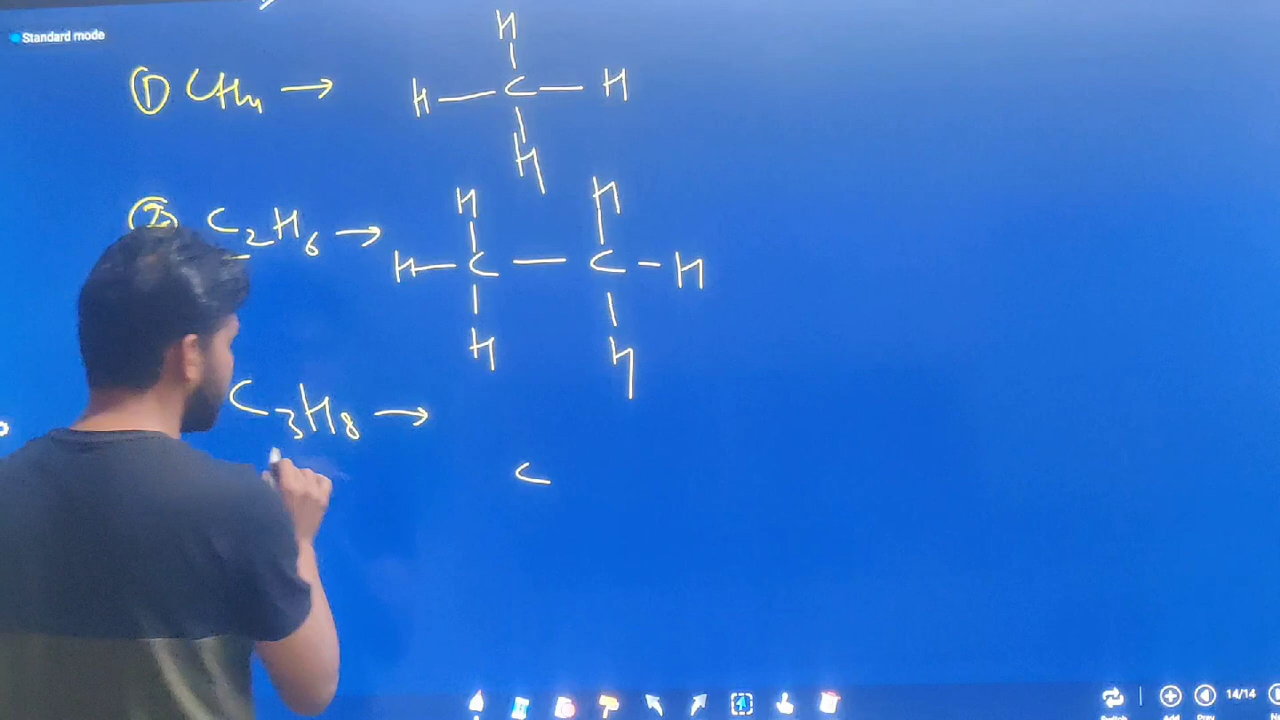 Standard mode
① CH₄ →
H
H — C — H
H
② C₂H₆ →
H H
H — C — C — H
H H
C₃H₈ →
C
14/14